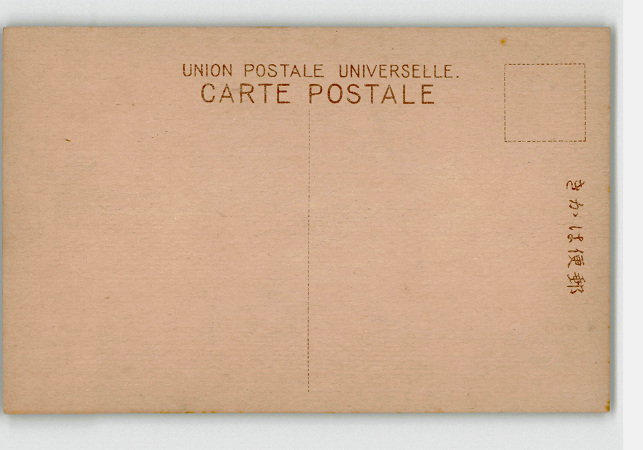 UNION POSTALE UNIVERSELLE.
CARTE POSTALE
きかは便郵